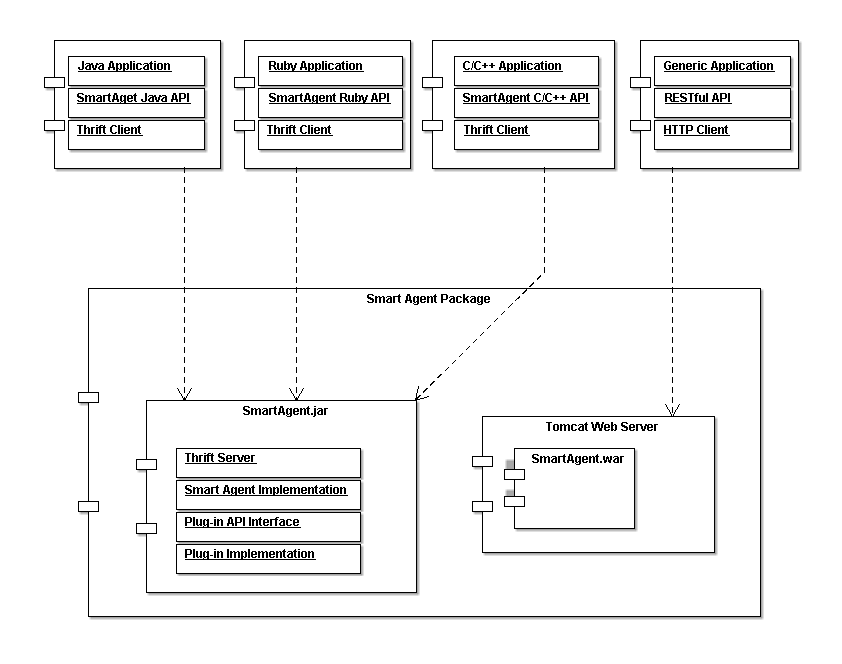 Java Application
SmartAget Java API
Thrift Client
Ruby Application
SmartAgent Ruby API
Thrift Client
C/C++ Application
SmartAgent C/C++ API
Thrift Client
Generic Application
RESTful API
HTTP Client
Smart Agent Package
SmartAgent.jar
Thrift Server
Smart Agent Implementation
Plug-in API Interface
Plug-in Implementation
Tomcat Web Server
SmartAgent.war